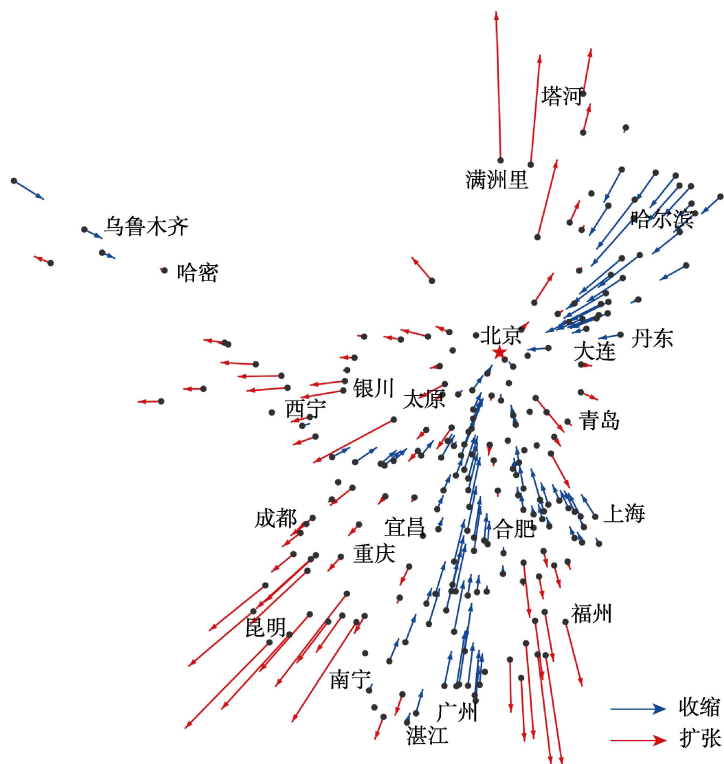 塔河
满洲里
哈尔滨
乌鲁木齐
哈密
北京
丹东
大连
银川
太原
西宁
青岛
成都
宜昌
合肥
上海
重庆
福州
昆明
南宁
广州
湛江
收缩
扩张